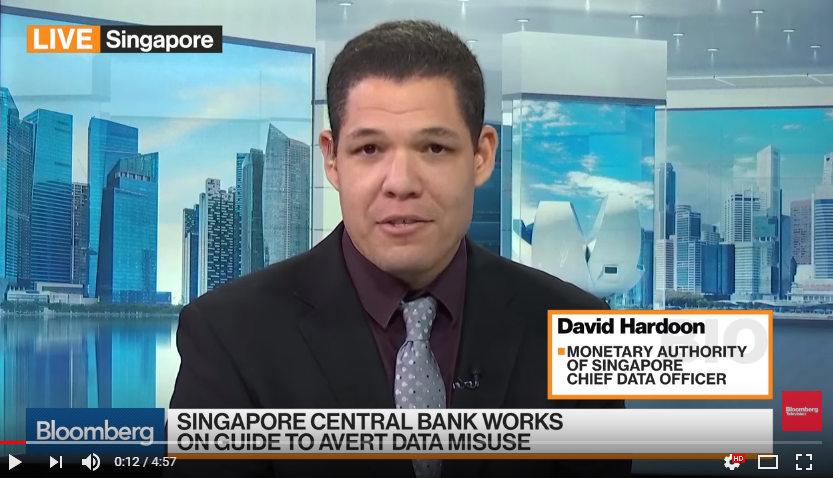 LIVE Singapore
David Hardoon
BIO
MONETARY AUTHORITY
OF SINGAPORE
CHIEF DATA OFFICER
Bloomberg
SINGAPORE CENTRAL BANK WORKS
ON GUIDE TO AVERT DATA MISUSE
Bloomberg
Television
0:12 / 4:57
HD